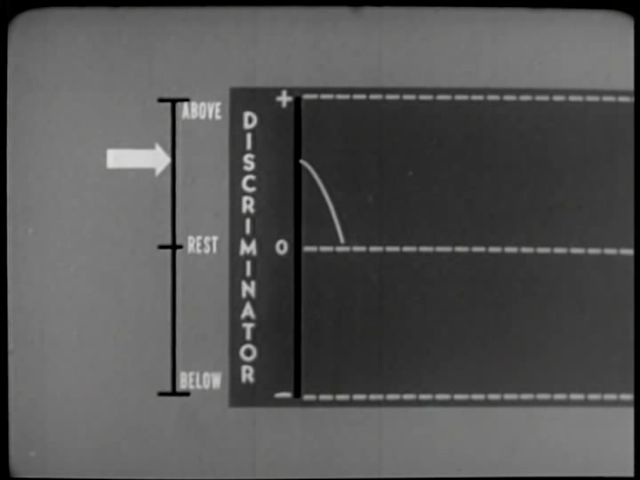 ABOVE
REST
BELOW
DISCRIMINATOR
+
0
−